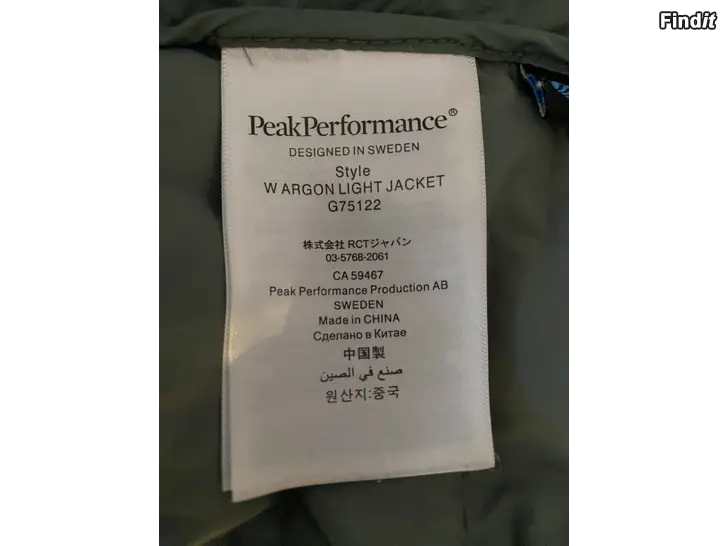 Findit
PeakPerformance®
DESIGNED IN SWEDEN
Style
W ARGON LIGHT JACKET
G75122
株式会社 RCTジャパン
03-5768-2061
CA 59467
Peak Performance Production AB
SWEDEN
Made in CHINA
Сделано в Китае
中国製
صنع في الصين
원산지:중국